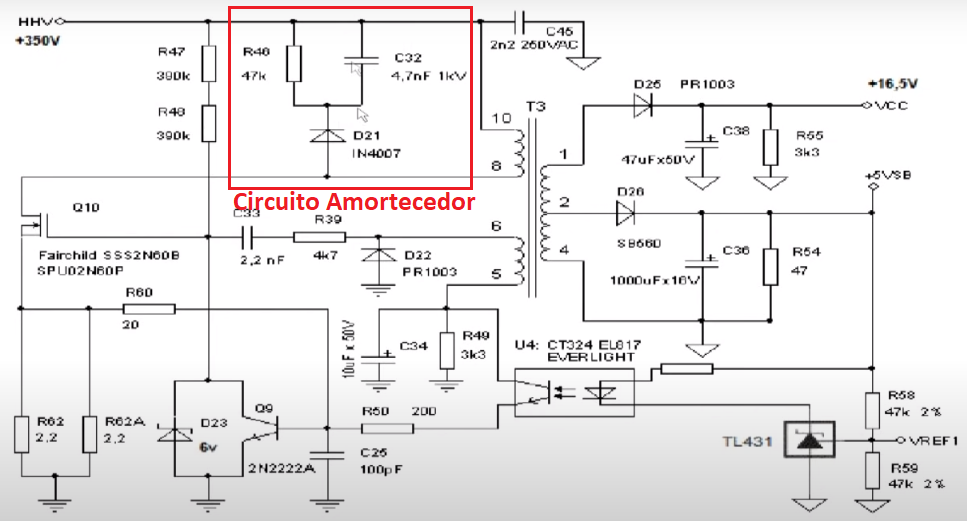 HHV
+350V
R47
390k
R48
390k
R46
47k
C32
4,7nF 1kV
D21
IN4007
Circuito Amortecedor
C45
2n2 250VAC
T3
10
8
6
5
1
2
4
D25 PR1003
+16,5V
VCC
C38
47uFx50V
R55
3k3
+5VSB
D26
SB560
C36
1000uFx16V
R54
47
Q10
Fairchild SSS2N60B
SPU02N60P
C33
2,2 nF
R39
4k7
D22
PR1003
R60
20
10uF x 50V
C34
R49
3k3
U4: CT324 EL817
EVERLIGHT
R62
2,2
R62A
2,2
D23
6v
Q9
2N2222A
R50 200
C25
100pF
TL431
R58
47k 2%
VREF1
R59
47k 2%